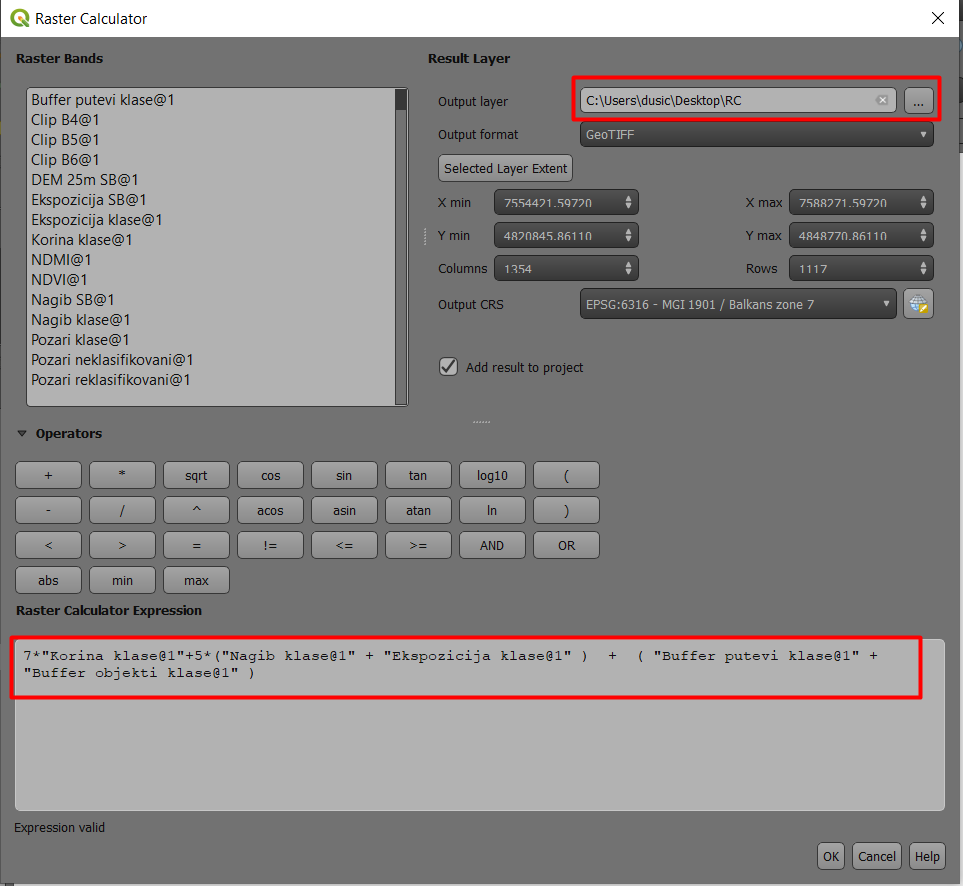 Raster Calculator
Raster Bands
Buffer putevi klase@1
Clip B4@1
Clip B5@1
Clip B6@1
DEM 25m SB@1
Ekspozicija SB@1
Ekspozicija klase@1
Korina klase@1
NDMI@1
NDVI@1
Nagib SB@1
Nagib klase@1
Pozari klase@1
Pozari neklasifikovani@1
Pozari reklasifikovani@1
Result Layer
Output layer C:\Users\dusic\Desktop\RC ...
Output format GeoTIFF
Selected Layer Extent
X min 7554421.59720 X max 7588271.59720
Y min 4820845.86110 Y max 4848770.86110
Columns 1354 Rows 1117
Output CRS EPSG:6316 - MGI 1901 / Balkans zone 7
Add result to project
Operators
+ * sqrt cos sin tan log10 (
- / ^ acos asin atan ln )
< > = != <= >= AND OR
abs min max
Raster Calculator Expression
7*"Korina klase@1"+5*("Nagib klase@1" + "Ekspozicija klase@1" ) + ( "Buffer putevi klase@1" +
"Buffer objekti klase@1" )
Expression valid
OK Cancel Help